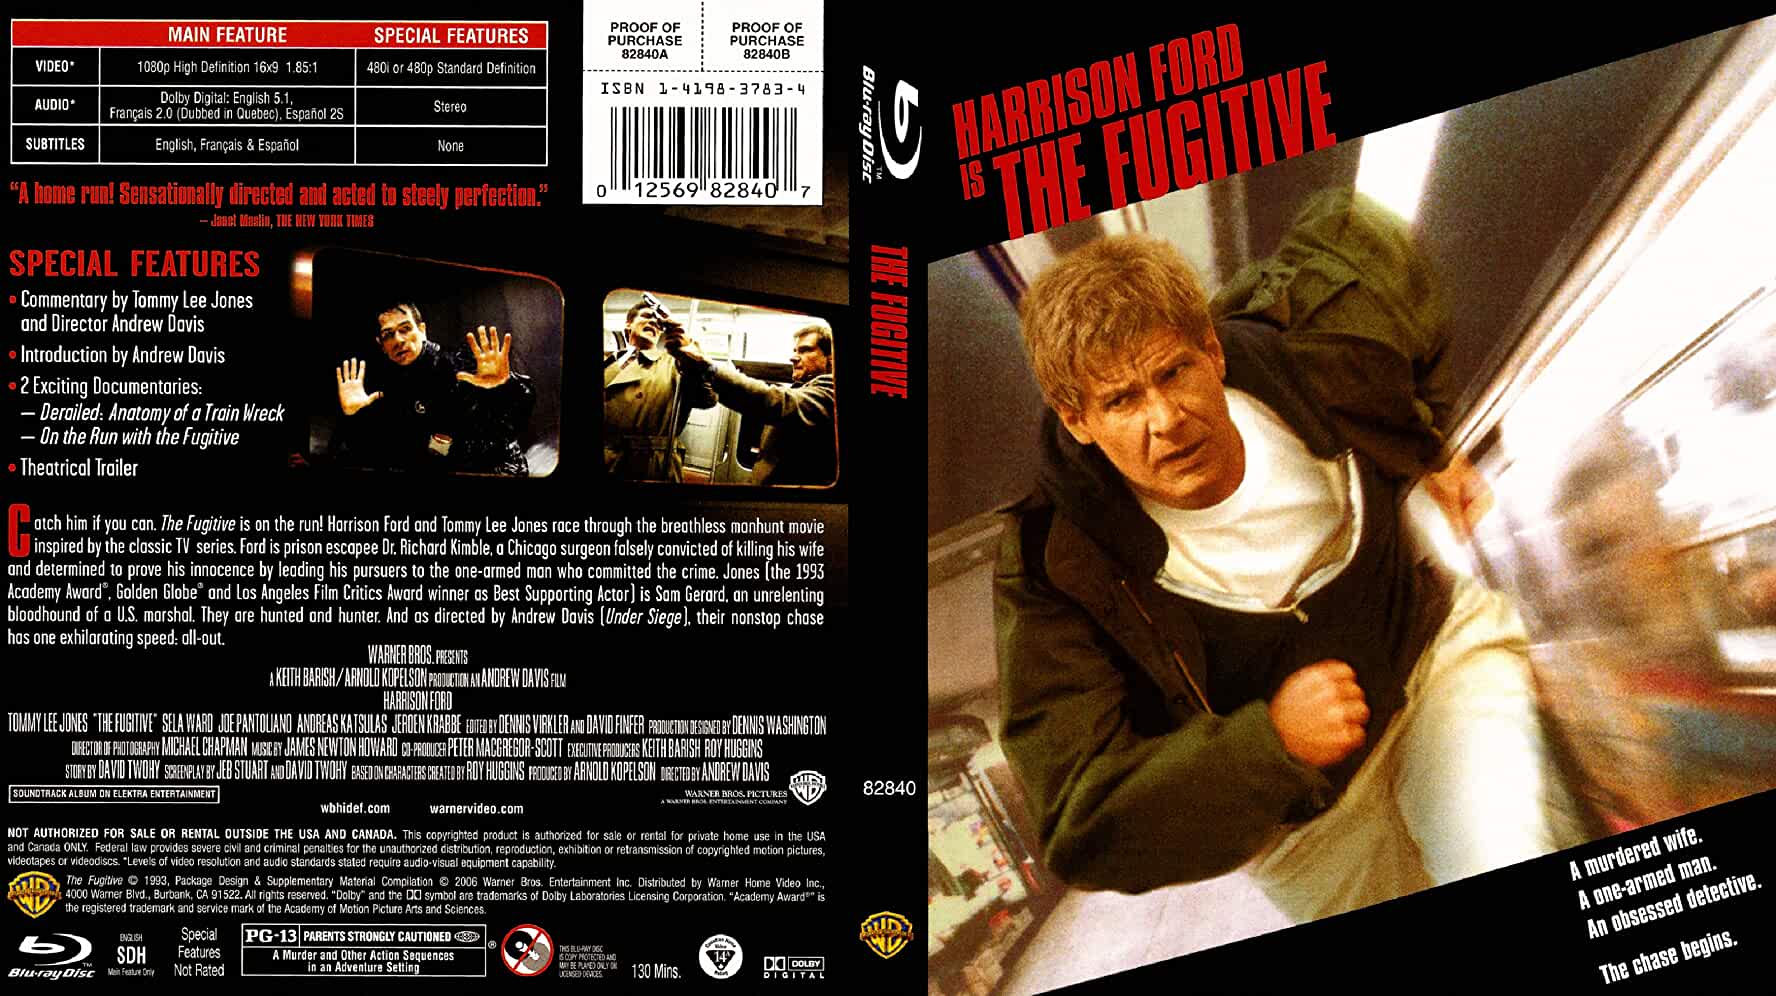 MAIN FEATURE
SPECIAL FEATURES
VIDEO*
1080p High Definition 16x9 1.85:1
480i or 480p Standard Definition
AUDIO*
Dolby Digital: English 5.1,
Français 2.0 (Dubbed in Quebec), Español 2S
Stereo
SUBTITLES
English, Français & Español
None
PROOF OF
PURCHASE
82840A
PROOF OF
PURCHASE
82840B
ISBN 1-4198-3783-4
0 12569 82840 7
"A home run! Sensationally directed and acted to steely perfection."
– Janet Maslin, THE NEW YORK TIMES
SPECIAL FEATURES
• Commentary by Tommy Lee Jones
and Director Andrew Davis
• Introduction by Andrew Davis
• 2 Exciting Documentaries:
– Derailed: Anatomy of a Train Wreck
– On the Run with the Fugitive
• Theatrical Trailer
Catch him if you can. The Fugitive is on the run! Harrison Ford and Tommy Lee Jones race through the breathless manhunt movie
inspired by the classic TV series. Ford is prison escapee Dr. Richard Kimble, a Chicago surgeon falsely convicted of killing his wife
and determined to prove his innocence by leading his pursuers to the one-armed man who committed the crime. Jones (the 1993
Academy Award®, Golden Globe® and Los Angeles Film Critics Award winner as Best Supporting Actor) is Sam Gerard, an unrelenting
bloodhound of a U.S. marshal. They are hunted and hunter. And as directed by Andrew Davis (Under Siege), their nonstop chase
has one exhilarating speed: all-out.
WARNER BROS. PRESENTS
A KEITH BARISH/ARNOLD KOPELSON PRODUCTION AN ANDREW DAVIS FILM
HARRISON FORD
TOMMY LEE JONES "THE FUGITIVE" SELA WARD JOE PANTOLIANO ANDREAS KATSULAS JEROEN KRABBE EDITED BY DENNIS VIRKLER AND DAVID FINFER PRODUCTION DESIGNED BY DENNIS WASHINGTON
DIRECTOR OF PHOTOGRAPHY MICHAEL CHAPMAN MUSIC BY JAMES NEWTON HOWARD CO-PRODUCER PETER MACGREGOR-SCOTT EXECUTIVE PRODUCERS KEITH BARISH ROY HUGGINS
STORY BY DAVID TWOHY SCREENPLAY BY JEB STUART AND DAVID TWOHY BASED ON CHARACTERS CREATED BY ROY HUGGINS PRODUCED BY ARNOLD KOPELSON DIRECTED BY ANDREW DAVIS
SOUNDTRACK ALBUM ON ELEKTRA ENTERTAINMENT
wbhidef.com warnervideo.com
WARNER BROS. PICTURES
A WARNER BROS. ENTERTAINMENT COMPANY
WB
NOT AUTHORIZED FOR SALE OR RENTAL OUTSIDE THE USA AND CANADA. This copyrighted product is authorized for sale or rental for private home use in the USA
and Canada ONLY. Federal law provides severe civil and criminal penalties for the unauthorized distribution, reproduction, exhibition or retransmission of copyrighted motion pictures,
videotapes or videodiscs. *Levels of video resolution and audio standards stated require audio-visual equipment capability.
WB
The Fugitive © 1993, Package Design & Supplementary Material Compilation © 2006 Warner Bros. Entertainment Inc. Distributed by Warner Home Video Inc.,
4000 Warner Blvd., Burbank, CA 91522. All rights reserved. "Dolby" and the DD symbol are trademarks of Dolby Laboratories Licensing Corporation. "Academy Award®" is
the registered trademark and service mark of the Academy of Motion Picture Arts and Sciences.
Blu-ray Disc™
ENGLISH
SDH
Main Feature Only
Special
Features
Not Rated
PG-13 PARENTS STRONGLY CAUTIONED ®
A Murder and Other Action Sequences
in an Adventure Setting
THIS BLU-RAY DISC
IS COPY PROTECTED AND
MAY BE PLAYED ONLY ON
LICENSED DEVICES.
130 Mins.
14A
DOLBY
DIGITAL
Blu-ray Disc™
THE FUGITIVE
82840
WB
HARRISON FORD
IS THE FUGITIVE
A murdered wife.
A one-armed man.
An obsessed detective.
The chase begins.